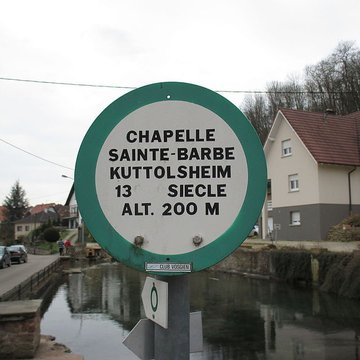 CHAPELLE
SAINTE-BARBE
KUTTOLSHEIM
13 SIECLE
ALT. 200 M
CLUB VOSGIEN